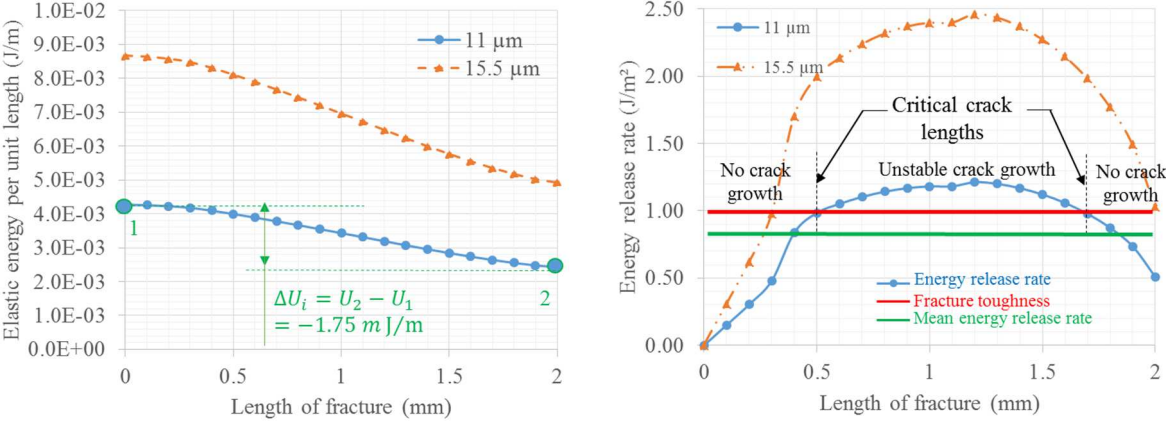 Elastic energy per unit length (J/m)
1.0E-02
9.0E-03
8.0E-03
7.0E-03
6.0E-03
5.0E-03
4.0E-03
3.0E-03
2.0E-03
1.0E-03
0.0E+00
11 µm
15.5 µm
1
2
ΔUᵢ = U₂ − U₁
= −1.75 m J/m
0
0.5
1
1.5
2
Length of fracture (mm)
Energy release rate (J/m²)
2.50
2.00
1.50
1.00
0.50
0.00
11 µm
15.5 µm
Critical crack
lengths
No crack
growth
Unstable crack growth
No crack
growth
Energy release rate
Fracture toughness
Mean energy release rate
0
0.5
1
1.5
2
Length of fracture (mm)